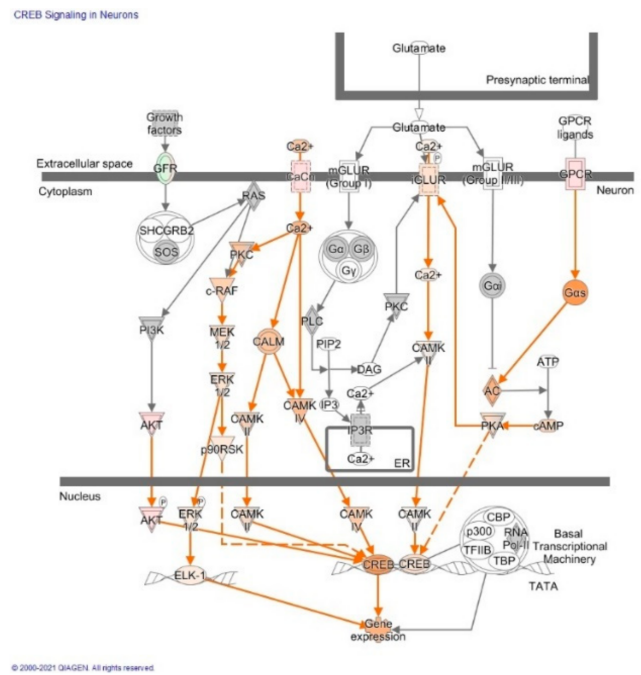 CREB Signaling in Neurons
Glutamate
Presynaptic terminal
Growth
factors
Glutamate
GPCR
ligands
Ca2+
Ca2+
P
Extracellular space
GFR
CaCn
mGLUR
(Group I)
iGLUR
mGLUR
(Group II/III)
GPCR
Cytoplasm
Neuron
RAS
SHC
GRB2
SOS
Ca2+
PKC
Gα
Gβ
Gγ
Ca2+
c-RAF
Gαi
Gαs
PKC
PLC
PI3K
MEK
1/2
CALM
PIP2
CAMK
II
DAG
ATP
ERK
1/2
Ca2+
AC
CAMK
IV
IP3
AKT
CAMK
II
IP3R
PKA
cAMP
p90RSK
Ca2+
ER
Nucleus
P
P
AKT
ERK
1/2
CAMK
II
CAMK
IV
CAMK
II
CBP
p300
RNA
Pol-II
TFIIB
TBP
Basal
Transcriptional
Machinery
CREB
CREB
ELK-1
TATA
Gene
expression
© 2000-2021 QIAGEN. All rights reserved.